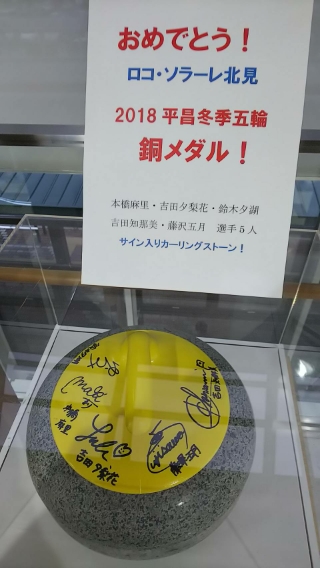 おめでとう！
ロコ・ソラーレ北見
2018 平昌冬季五輪
銅メダル！
本橋麻里・吉田夕梨花・鈴木夕湖
吉田知那美・藤沢五月 選手5人
サイン入りカーリングストーン！
吉田夕梨花